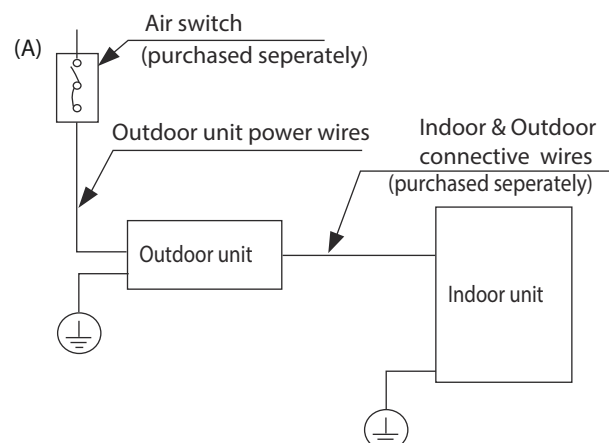 (A)
Air switch
(purchased seperately)
Outdoor unit power wires
Indoor & Outdoor
connective wires
(purchased seperately)
Outdoor unit
Indoor unit